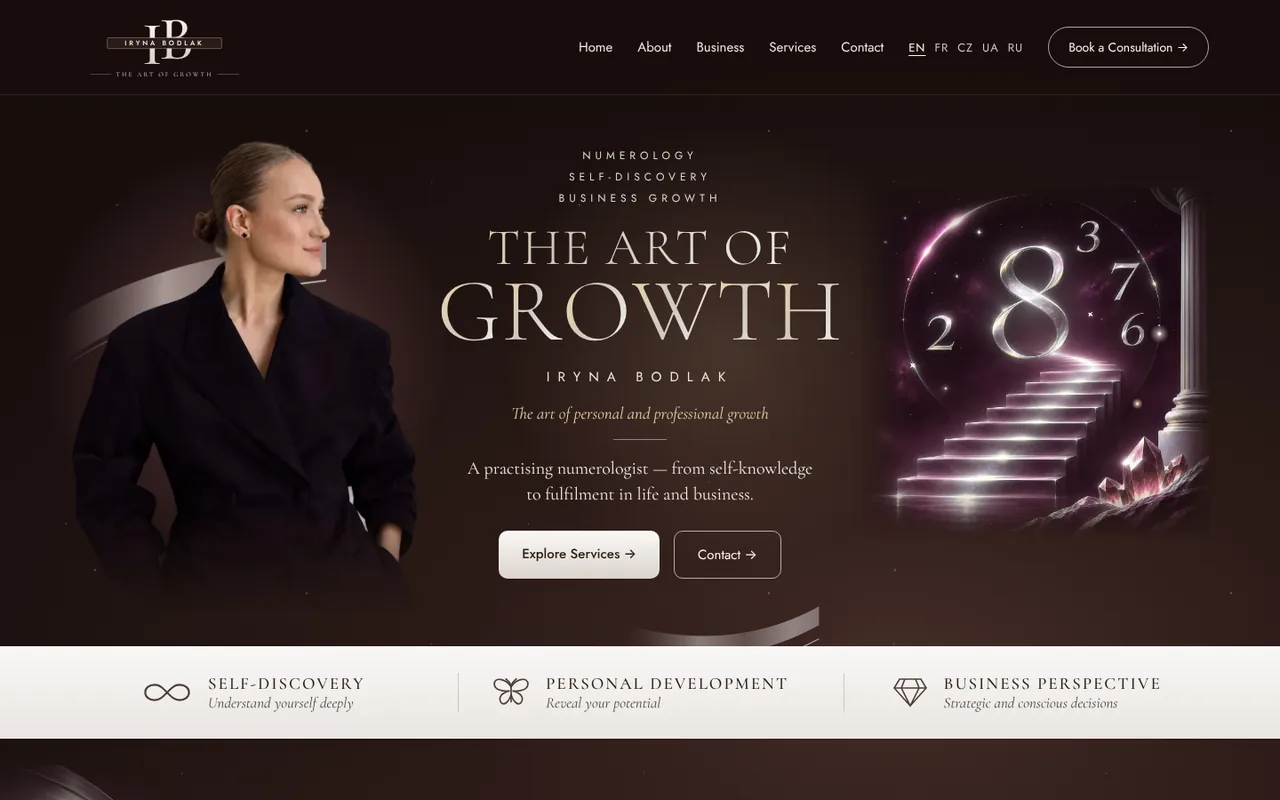 IB
IRYNA BODLAK
THE ART OF GROWTH
Home About Business Services Contact EN FR CZ UA RU Book a Consultation →
NUMEROLOGY
SELF-DISCOVERY
BUSINESS GROWTH
THE ART OF
GROWTH
IRYNA BODLAK
The art of personal and professional growth
A practising numerologist — from self-knowledge
to fulfilment in life and business.
Explore Services → Contact →
3
8
7
2
6
SELF-DISCOVERY
Understand yourself deeply
PERSONAL DEVELOPMENT
Reveal your potential
BUSINESS PERSPECTIVE
Strategic and conscious decisions